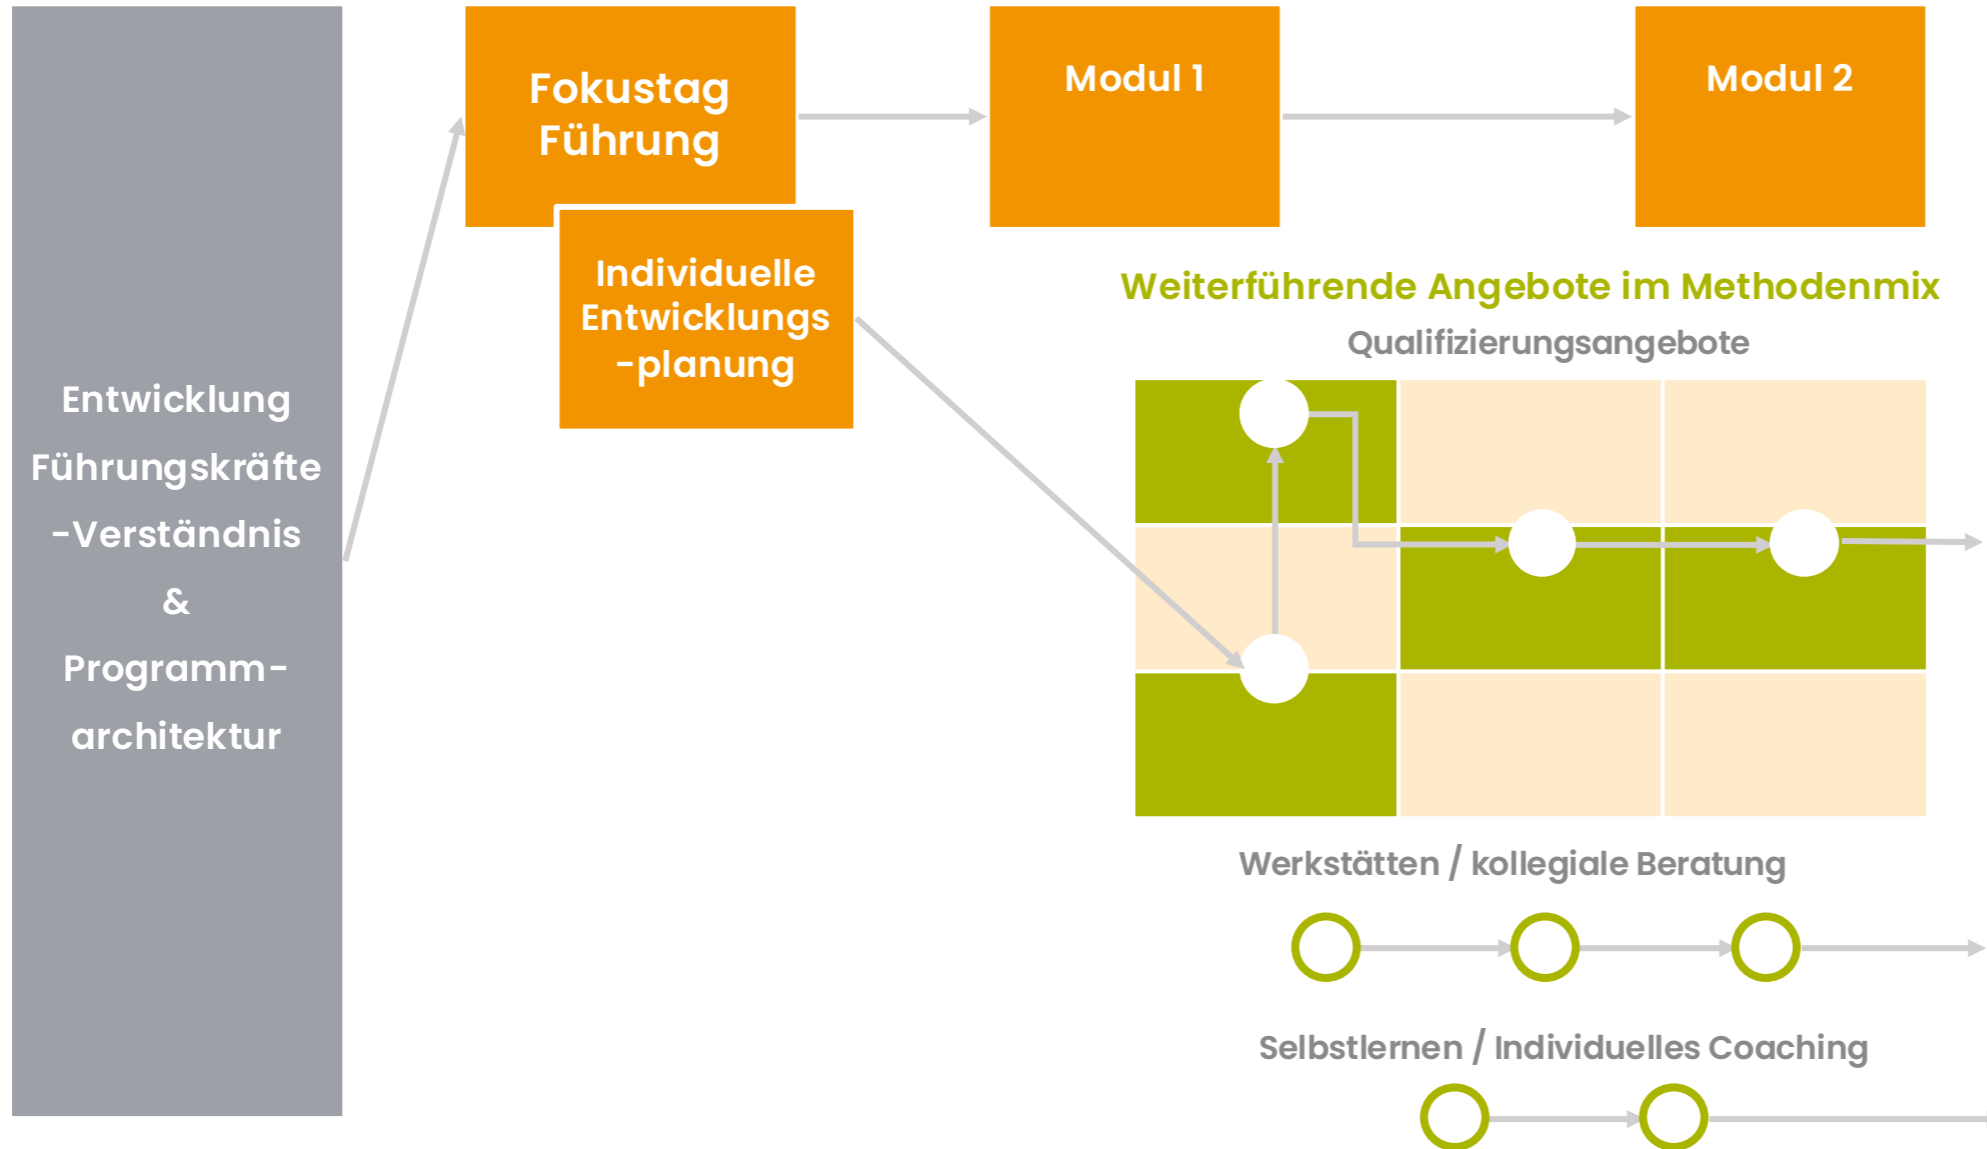 Entwicklung
Führungskräfte
-Verständnis
&
Programm-
architektur
Fokustag
Führung
Individuelle
Entwicklungs
-planung
Modul 1
Modul 2
Weiterführende Angebote im Methodenmix
Qualifizierungsangebote
Werkstätten / kollegiale Beratung
Selbstlernen / Individuelles Coaching